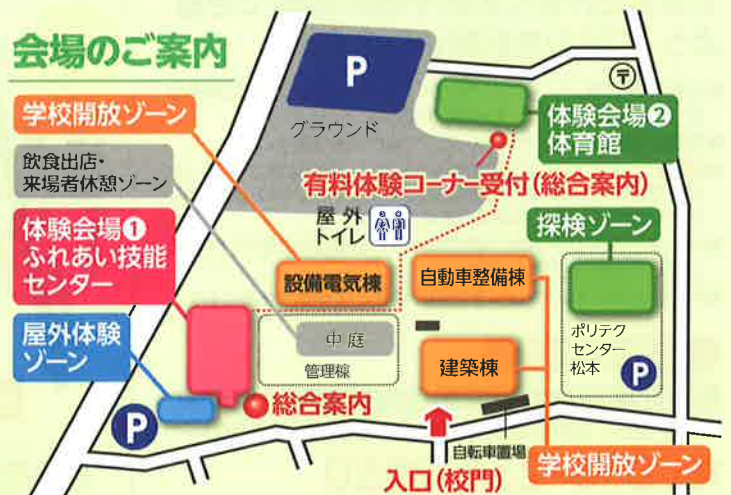 会場のご案内
P
〒
学校開放ゾーン
グラウンド
体験会場❷
体育館
飲食出店・
来場者休憩ゾーン
有料体験コーナー受付(総合案内)
屋外
トイレ
体験会場❶
ふれあい技能
センター
探検ゾーン
設備電気棟
自動車整備棟
屋外体験
ゾーン
中庭
管理棟
建築棟
ポリテク
センター
松本
P
総合案内
P
自転車置場
入口(校門)
学校開放ゾーン